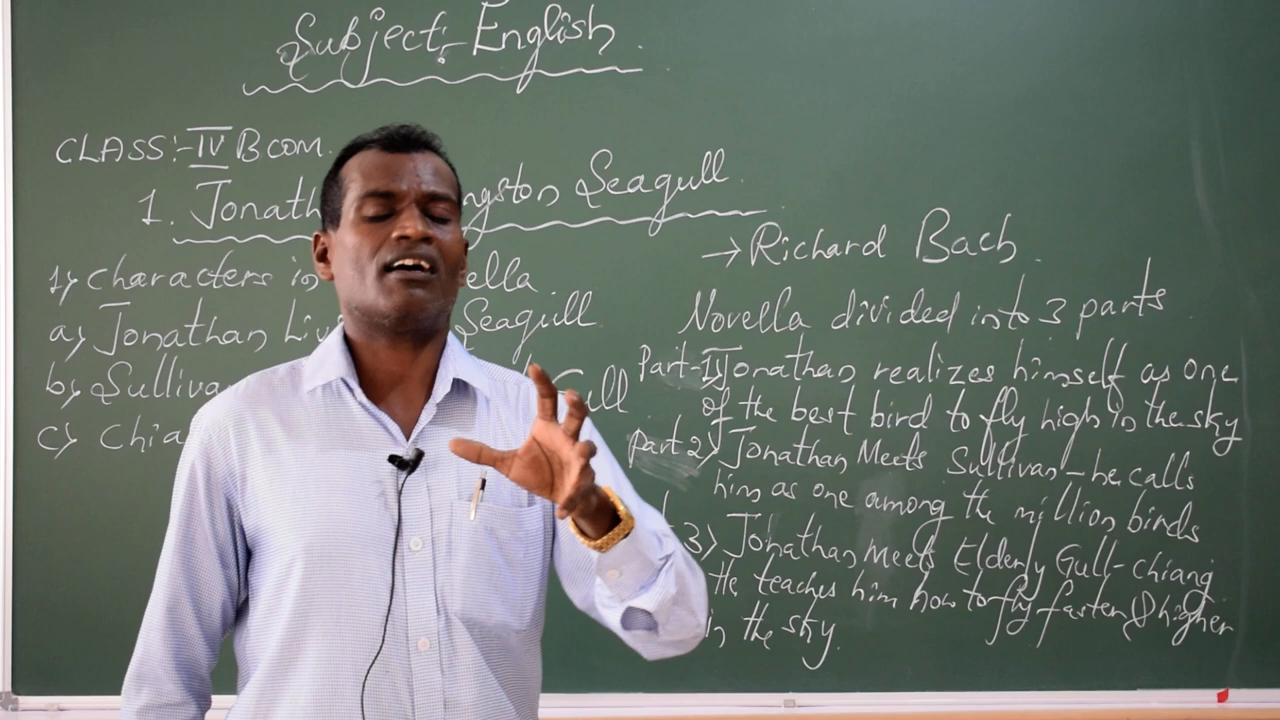 Subject:- English.
CLASS:- IV B com.
1. Jonath ngston Seagull.
→ Richard Bach.
1) characters in ella.
a) Jonathan Liv Seagull
b) Sulliva Gull
c) chia
Novella divided into 3 parts
Part-I) Jonathan realizes himself as one
of the best bird to fly high in the sky
part 2) Jonathan Meets Sullivan - he calls
him as one among the million birds
3) Jonathan meets Elderly Gull - chiang
He teaches him how to fly faster & higher
in the sky.